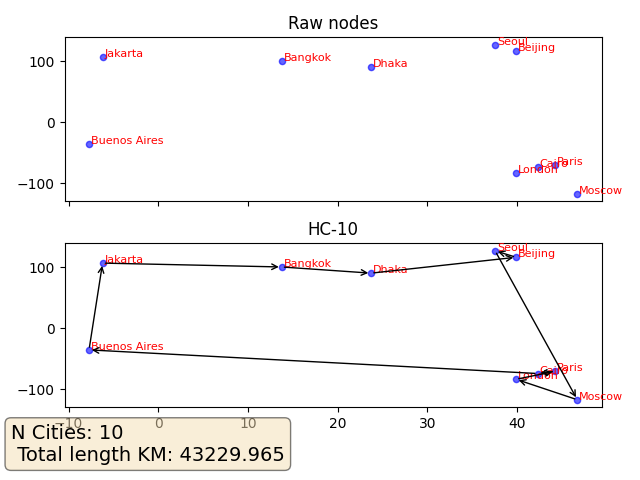 Raw nodes
Seoul
Jakarta
Beijing
Bangkok
Dhaka
100
0
Buenos Aires
Cairo
Paris
London
−100
Moscow
HC-10
Seoul
Jakarta
Beijing
Bangkok
Dhaka
100
0
Buenos Aires
Cairo
Paris
London
−100
Moscow
−10
0
10
20
30
40
N Cities: 10
Total length KM: 43229.965